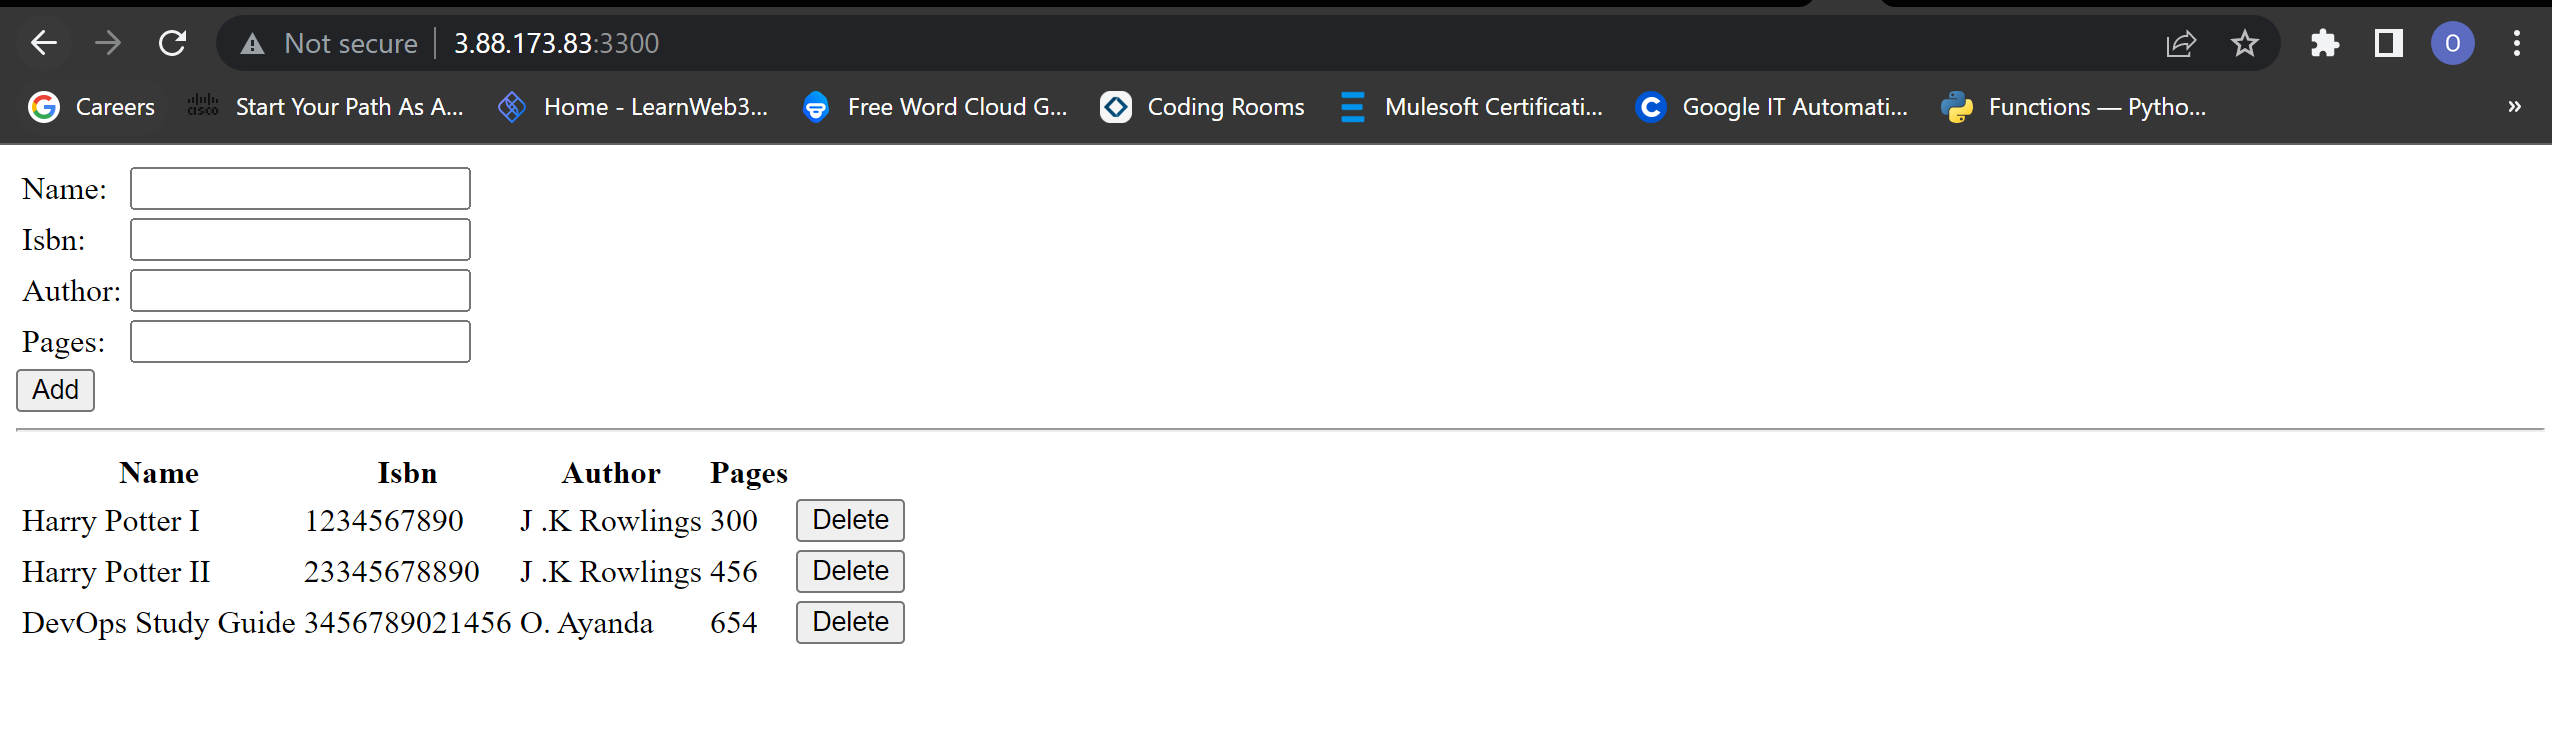 Not secure 3.88.173.83:3300 O
Careers cisco Start Your Path As A... Home - LearnWeb3... Free Word Cloud G... Coding Rooms Mulesoft Certificati... Google IT Automati... Functions — Pytho... »
Name:
Isbn:
Author:
Pages:
Add
Name Isbn Author Pages
Harry Potter I 1234567890 J .K Rowlings 300 Delete
Harry Potter II 23345678890 J .K Rowlings 456 Delete
DevOps Study Guide 3456789021456 O. Ayanda 654 Delete